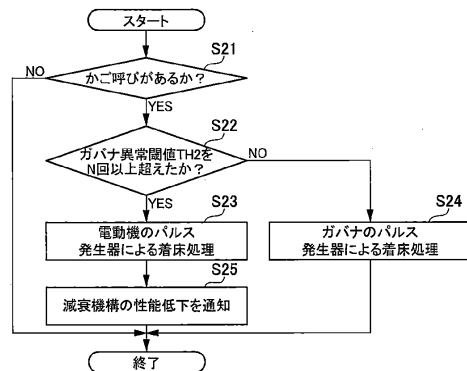 スタート
S21
かご呼びがあるか?
NO
YES
S22
ガバナ異常閾値TH2を
N回以上超えたか?
NO
YES
S23
電動機のパルス
発生器による着床処理
S24
ガバナのパルス
発生器による着床処理
S25
減衰機構の性能低下を通知
終了